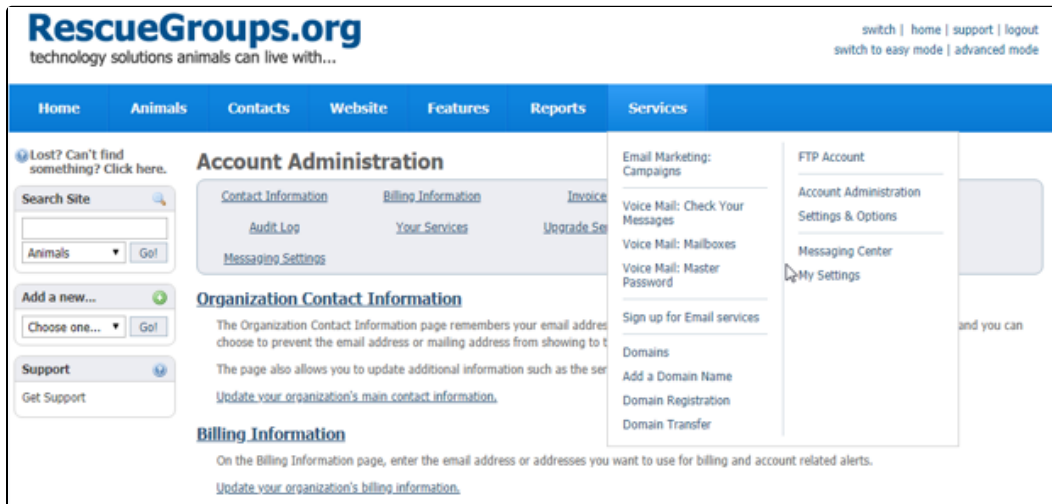 RescueGroups.org
technology solutions animals can live with...
switch | home | support | logout
switch to easy mode | advanced mode
Home Animals Contacts Website Features Reports Services
Lost? Can't find
something? Click here.
Search Site
Animals Go!
Add a new...
Choose one... Go!
Support
Get Support
Account Administration
Contact Information Billing Information Invoice
Audit Log Your Services Upgrade Se
Messaging Settings
Organization Contact Information
The Organization Contact Information page remembers your email addres and you can
choose to prevent the email address or mailing address from showing to t
The page also allows you to update additional information such as the ser
Update your organization's main contact information.
Billing Information
On the Billing Information page, enter the email address or addresses you want to use for billing and account related alerts.
Update your organization's billing information.
Email Marketing:
Campaigns
Voice Mail: Check Your
Messages
Voice Mail: Mailboxes
Voice Mail: Master
Password
Sign up for Email services
Domains
Add a Domain Name
Domain Registration
Domain Transfer
FTP Account
Account Administration
Settings & Options
Messaging Center
My Settings